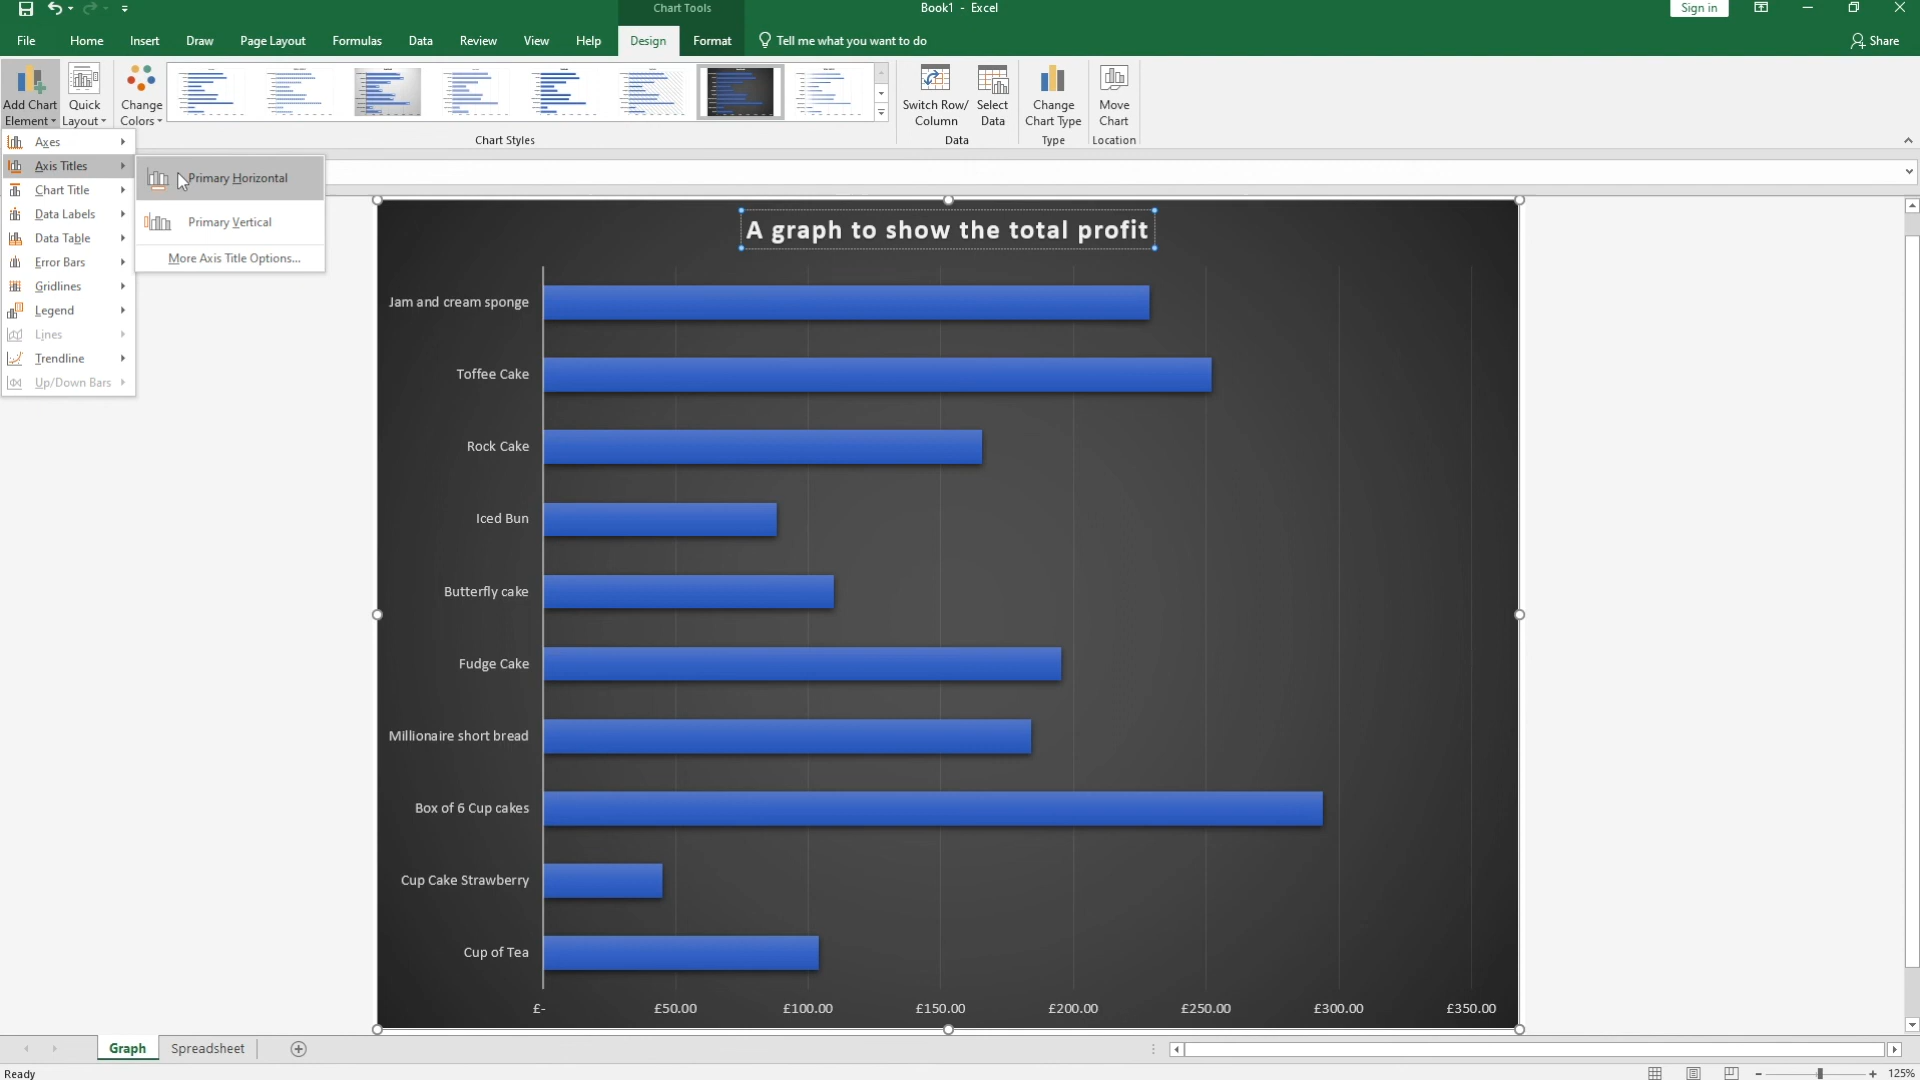 Chart Tools
Book1 - Excel
Sign in
File
Home
Insert
Draw
Page Layout
Formulas
Data
Review
View
Help
Design
Format
Tell me what you want to do
Share
Add Chart
Element
Quick
Layout
Change
Colors
Switch Row/
Column
Select
Data
Change
Chart Type
Move
Chart
Chart Styles
Data
Type
Location
Axes
Axis Titles
Chart Title
Data Labels
Data Table
Error Bars
Gridlines
Legend
Lines
Trendline
Up/Down Bars
Primary Horizontal
Primary Vertical
More Axis Title Options...
A graph to show the total profit
Jam and cream sponge
Toffee Cake
Rock Cake
Iced Bun
Butterfly cake
Fudge Cake
Millionaire short bread
Box of 6 Cup cakes
Cup Cake Strawberry
Cup of Tea
£- £50.00 £100.00 £150.00 £200.00 £250.00 £300.00 £350.00
Graph
Spreadsheet
Ready
125%